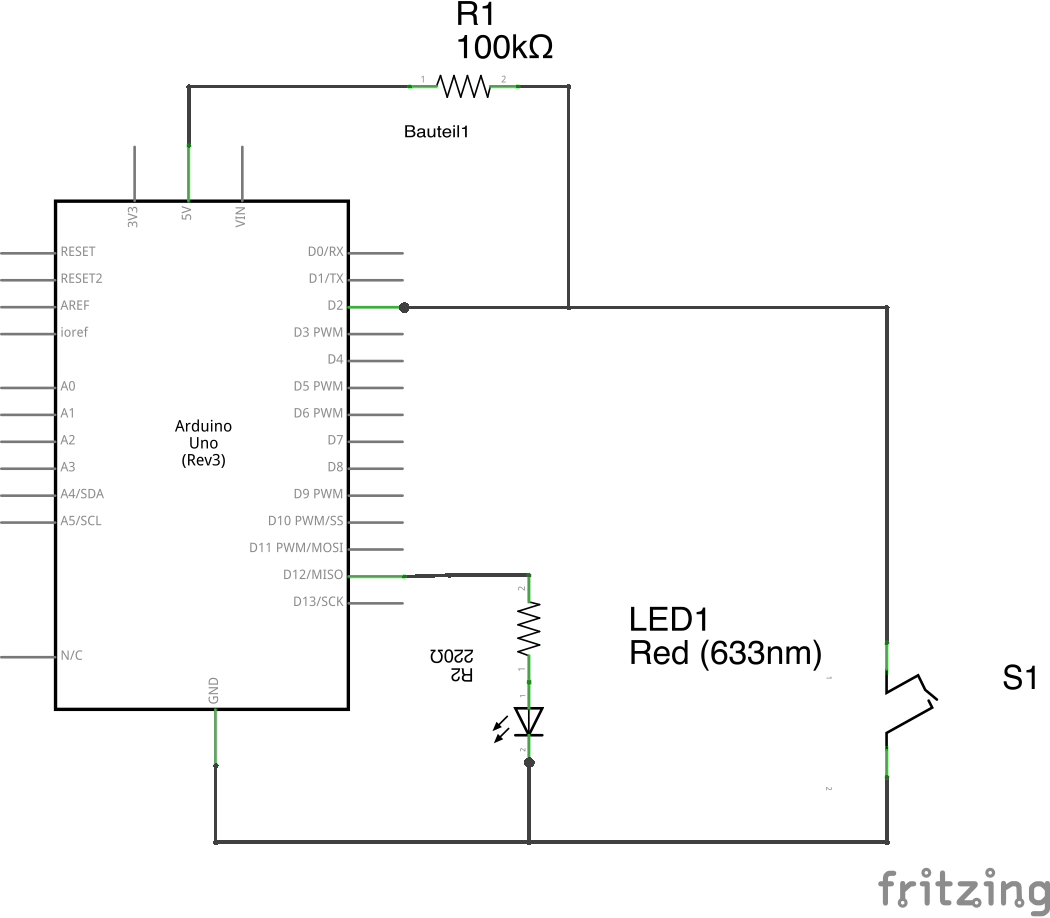 R1
100kΩ
1
2
Bauteil1
3V3
5V
VIN
RESET
D0/RX
RESET2
D1/TX
AREF
D2
ioref
D3 PWM
D4
A0
D5 PWM
A1
D6 PWM
A2
D7
A3
D8
A4/SDA
D9 PWM
A5/SCL
D10 PWM/SS
D11 PWM/MOSI
D12/MISO
D13/SCK
Arduino
Uno
(Rev3)
N/C
GND
2
R2
220Ω
1
1
2
LED1
Red (633nm)
1
S1
2
fritzing